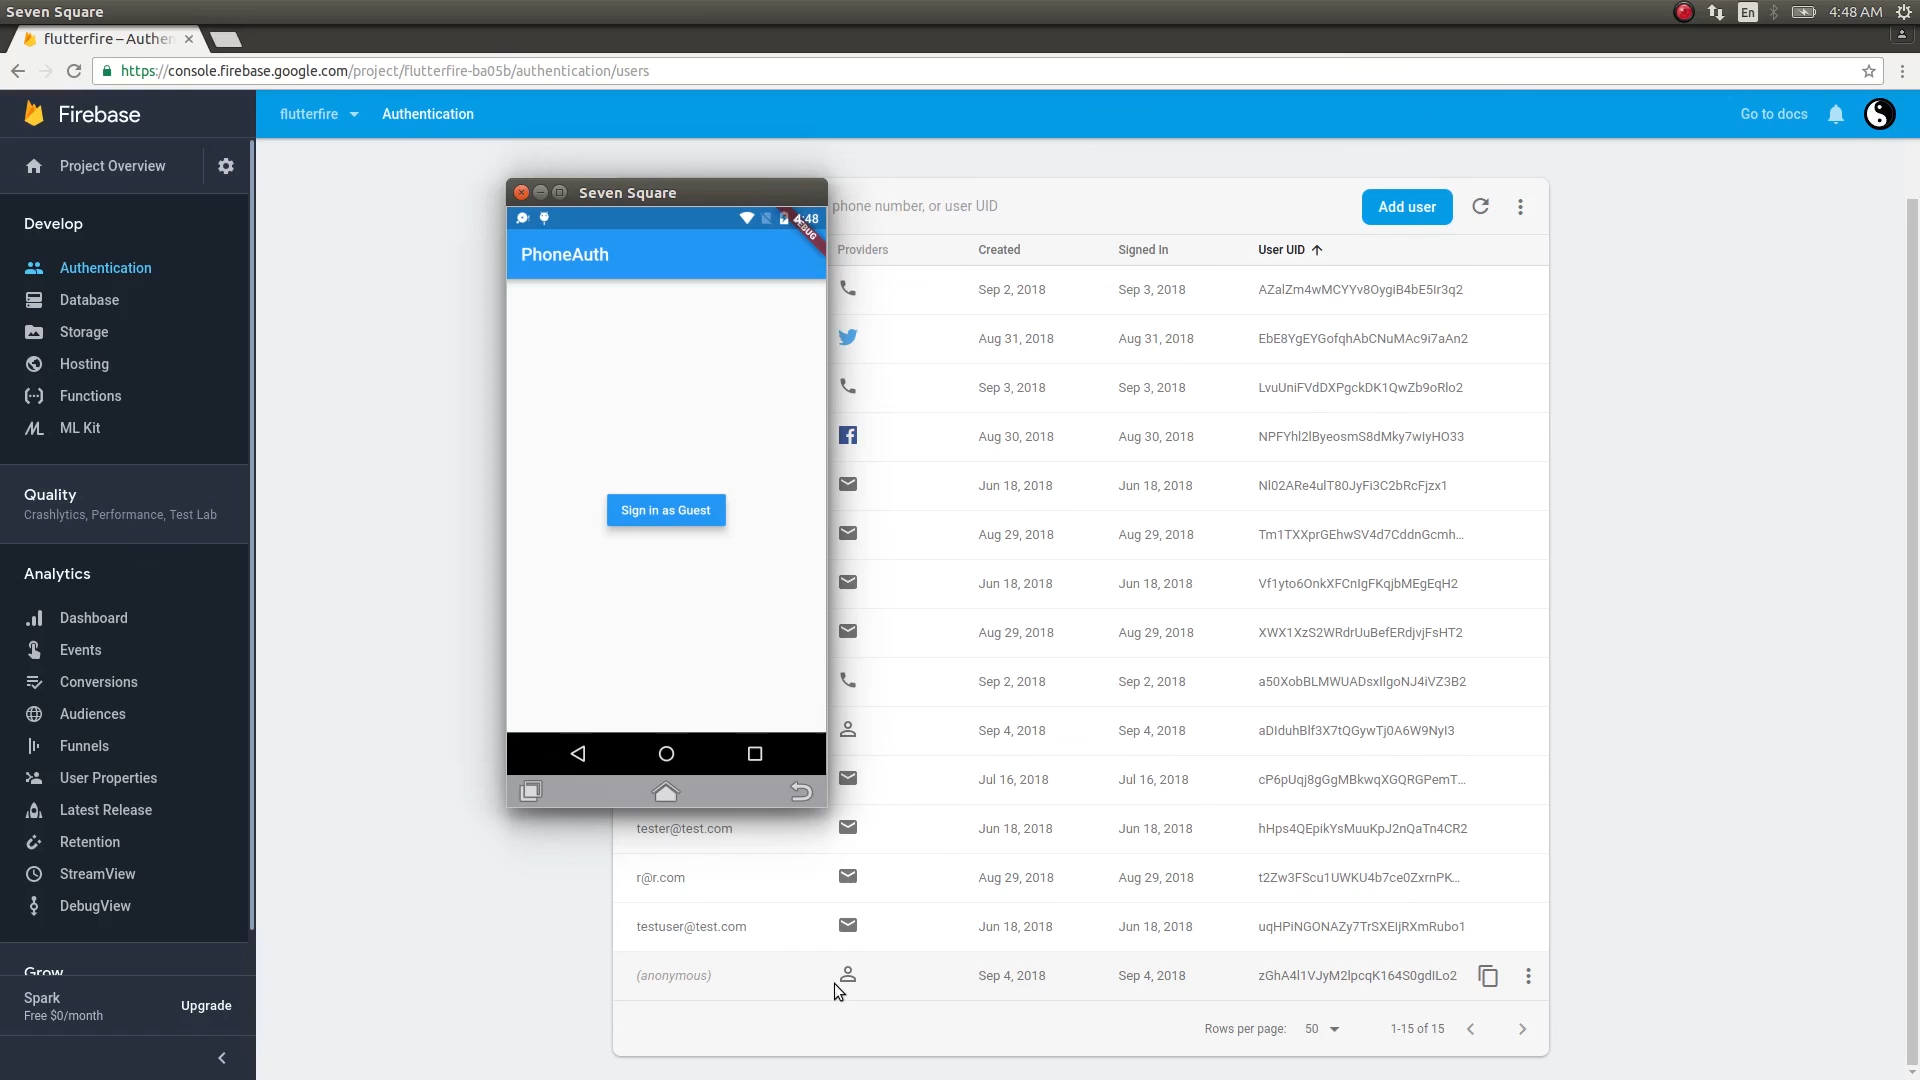 Seven Square
En
4:48 AM
flutterfire – Authen
https://console.firebase.google.com/project/flutterfire-ba05b/authentication/users
Firebase
flutterfire
Authentication
Go to docs
Project Overview
Develop
Authentication
Database
Storage
Hosting
Functions
ML Kit
Quality
Crashlytics, Performance, Test Lab
Analytics
Dashboard
Events
Conversions
Audiences
Funnels
User Properties
Latest Release
Retention
StreamView
DebugView
Grow
Spark
Free $0/month
Upgrade
Seven Square
4:48
PhoneAuth
Sign in as Guest
phone number, or user UID
Add user
Providers Created Signed In User UID
Sep 2, 2018 Sep 3, 2018 AZalZm4wMCYYv8OygiB4bE5Ir3q2
Aug 31, 2018 Aug 31, 2018 EbE8YgEYGofqhAbCNuMAc9i7aAn2
Sep 3, 2018 Sep 3, 2018 LvuUniFVdDXPgckDK1QwZb9oRlo2
Aug 30, 2018 Aug 30, 2018 NPFYhl2lByeosmS8dMky7wIyHO33
Jun 18, 2018 Jun 18, 2018 Nl02ARe4ulT80JyFi3C2bRcFjzx1
Aug 29, 2018 Aug 29, 2018 Tm1TXXprGEhwSV4d7CddnGcmh...
Jun 18, 2018 Jun 18, 2018 Vf1yto6OnkXFCnIgFKqjbMEgEqH2
Aug 29, 2018 Aug 29, 2018 XWX1XzS2WRdrUuBefERdjvjFsHT2
Sep 2, 2018 Sep 2, 2018 a50XobBLMWUADsxIlgoNJ4iVZ3B2
Sep 4, 2018 Sep 4, 2018 aDIduhBlf3X7tQGywTj0A6W9NyI3
Jul 16, 2018 Jul 16, 2018 cP6pUqj8gGgMBkwqXGQRGPemT...
tester@test.com Jun 18, 2018 Jun 18, 2018 hHps4QEpikYsMuuKpJ2nQaTn4CR2
r@r.com Aug 29, 2018 Aug 29, 2018 t2Zw3FScu1UWKU4b7ce0ZxrnPK...
testuser@test.com Jun 18, 2018 Jun 18, 2018 uqHPiNGONAZy7TrSXEIjRXmRubo1
(anonymous) Sep 4, 2018 Sep 4, 2018 zGhA4l1VJyM2lpcqK164S0gdILo2
Rows per page: 50 1-15 of 15